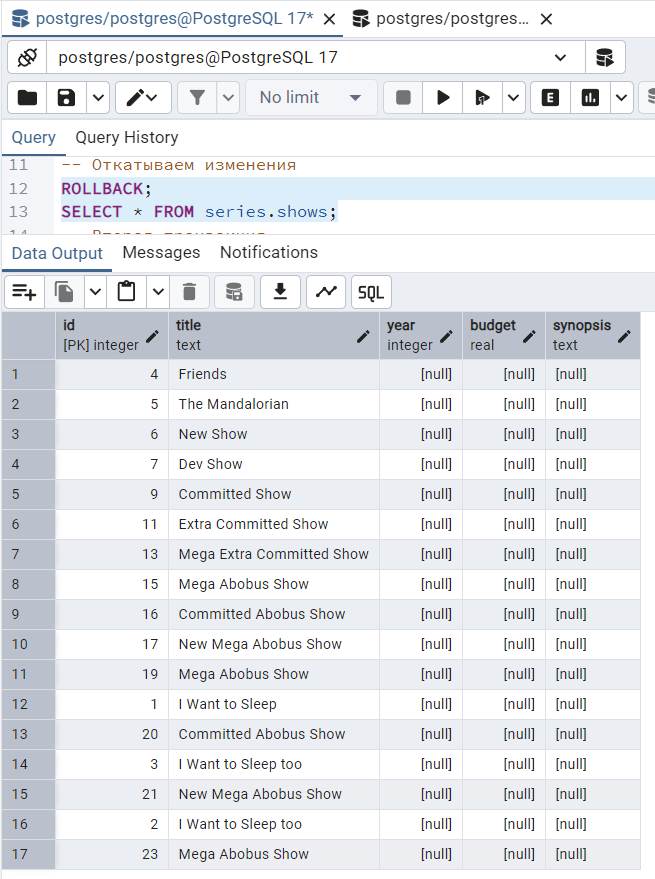 postgres/postgres@PostgreSQL 17*
postgres/postgres...
postgres/postgres@PostgreSQL 17
No limit
E
Query Query History
11 -- Откатываем изменения
12 ROLLBACK;
13 SELECT * FROM series.shows;
Data Output Messages Notifications
SQL
id title year budget synopsis
[PK] integer text integer real text
1 4 Friends [null] [null] [null]
2 5 The Mandalorian [null] [null] [null]
3 6 New Show [null] [null] [null]
4 7 Dev Show [null] [null] [null]
5 9 Committed Show [null] [null] [null]
6 11 Extra Committed Show [null] [null] [null]
7 13 Mega Extra Committed Show [null] [null] [null]
8 15 Mega Abobus Show [null] [null] [null]
9 16 Committed Abobus Show [null] [null] [null]
10 17 New Mega Abobus Show [null] [null] [null]
11 19 Mega Abobus Show [null] [null] [null]
12 1 I Want to Sleep [null] [null] [null]
13 20 Committed Abobus Show [null] [null] [null]
14 3 I Want to Sleep too [null] [null] [null]
15 21 New Mega Abobus Show [null] [null] [null]
16 2 I Want to Sleep too [null] [null] [null]
17 23 Mega Abobus Show [null] [null] [null]